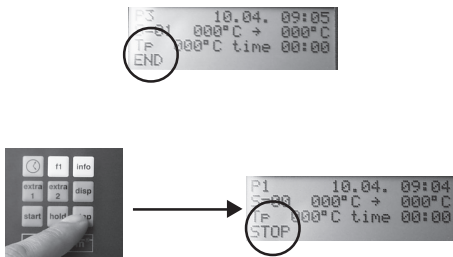 P3 10.04. 09:05
=01 000°C → 000°C
Tp 000°C time 00:00
END
f1 info
extra 1 extra 2 disp
start hold
P1 10.04. 09:04
S=00 000°C → 000°C
Tp 000°C time 00:00
STOP